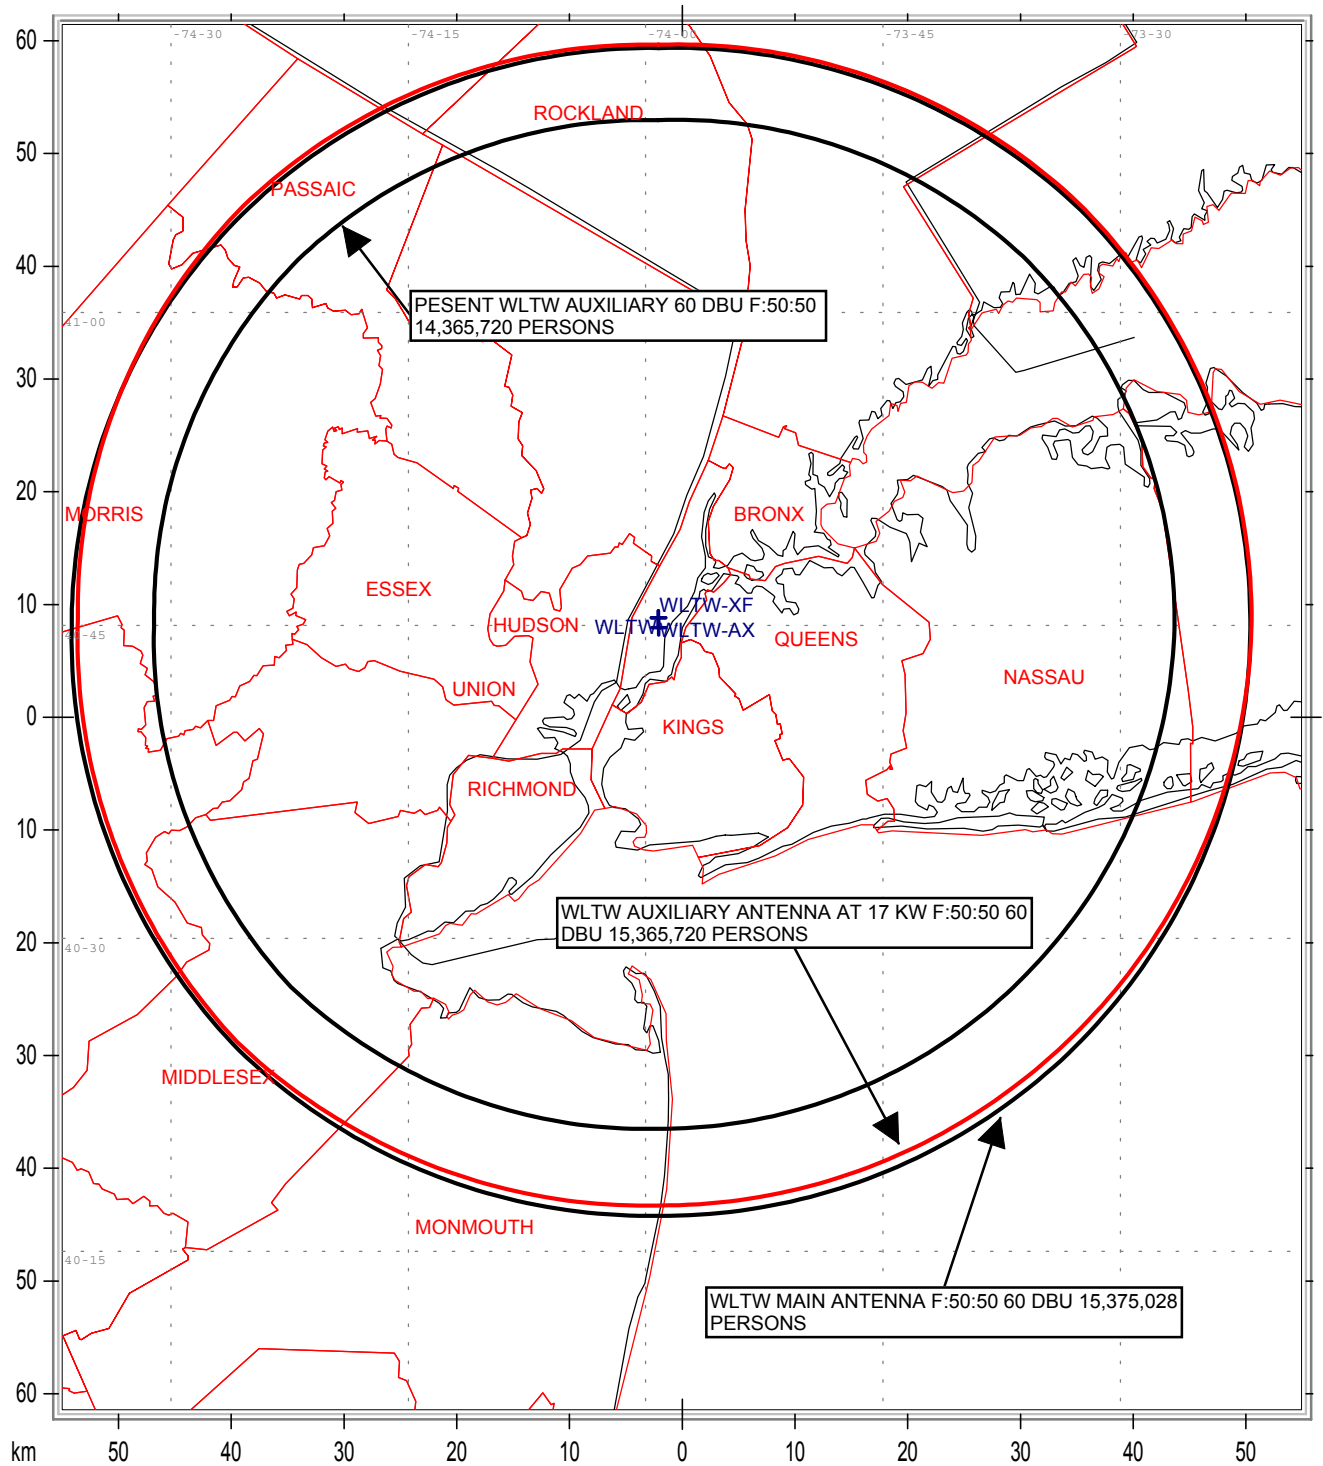 -74-30
-74-15
-74-00
-73-45
-73-30
60
ROCKLAND
50
PASSAIC
40
PESENT WLTW AUXILIARY 60 DBU F:50:50
14,365,720 PERSONS
41-00
30
20
MORRIS
BRONX
ESSEX
10
WLTW-XF
HUDSON
WLTW
WLTW-AX
QUEENS
-45
NASSAU
UNION
0
KINGS
RICHMOND
10
WLTW AUXILIARY ANTENNA AT 17 KW F:50:50 60
DBU 15,365,720 PERSONS
20
40-30
30
MIDDLESEX
40
MONMOUTH
40-15
50
WLTW MAIN ANTENNA F:50:50 60 DBU 15,375,028
PERSONS
60
km
50
40
30
20
10
0
10
20
30
40
50